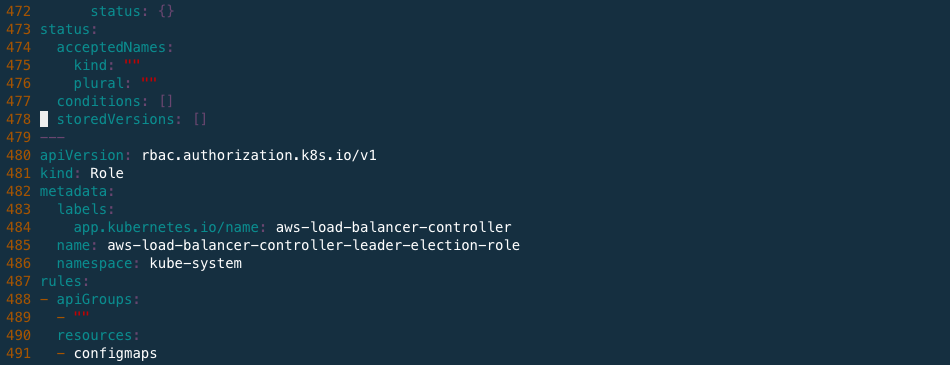 472       status: {}
473 status:
474   acceptedNames:
475     kind: ""
476     plural: ""
477   conditions: []
478   storedVersions: []
479 ---
480 apiVersion: rbac.authorization.k8s.io/v1
481 kind: Role
482 metadata:
483   labels:
484     app.kubernetes.io/name: aws-load-balancer-controller
485   name: aws-load-balancer-controller-leader-election-role
486   namespace: kube-system
487 rules:
488 - apiGroups:
489   - ""
490   resources:
491   - configmaps